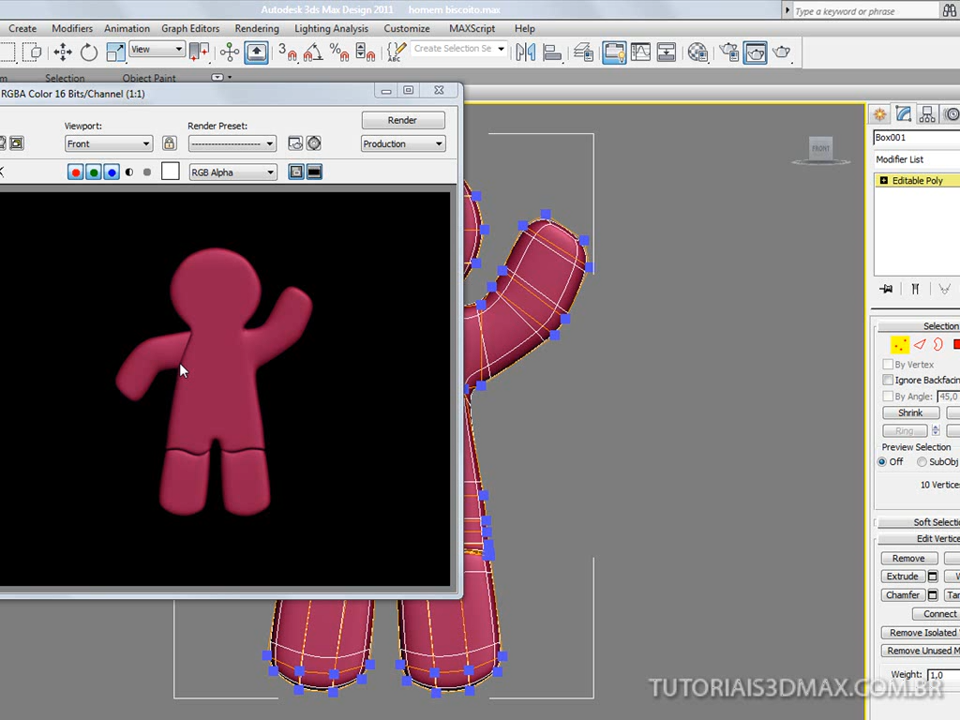 Autodesk 3ds Max Design 2011 homem biscoito.max
Type a keyword or phrase
Create Modifiers Animation Graph Editors Rendering Lighting Analysis Customize MAXScript Help
View
3
Create Selection Se
ABC
Selection Object Paint
RGBA Color 16 Bits/Channel (1:1)
Viewport:
Render Preset:
Render
Front
Production
RGB Alpha
FRONT
Box001
Modifier List
Editable Poly
Selection
By Vertex
Ignore Backfacin
By Angle: 45,0
Shrink
Ring
Preview Selection
Off SubObj
10 Vertice
Soft Selectio
Edit Vertice
Remove
Extrude
Chamfer Tar
Connect
Remove Isolated
Remove Unused M
Weight: 1,0
TUTORIAIS3DMAX.COM.BR